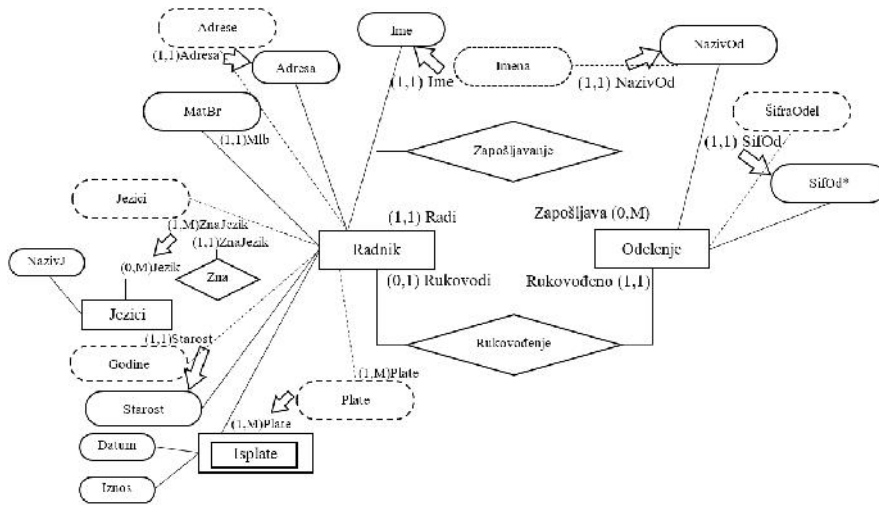 Adrese
Ime
NazivOd
(1,1)Adresa
Adresa
Imena
(1,1) Ime
(1,1) NazivOd
MatBr
ŠifraOdel
(1,1)Mlb
(1,1) SifOd
Zapošljavanje
Jezici
SifOd*
(1,M)ZnaJezik
(1,1) Radi
Zapošljava (0,M)
(1,1)ZnaJezik
NazivJ
(0,M)Jezik
Zna
Radnik
Odelenje
(0,1) Rukovodi
Rukovođeno (1,1)
Jezici
(1,1)Starost
Rukovođenje
Godine
(1,M)Plate
Starost
Plate
(1,M)Plate
Datum
Isplate
Iznos